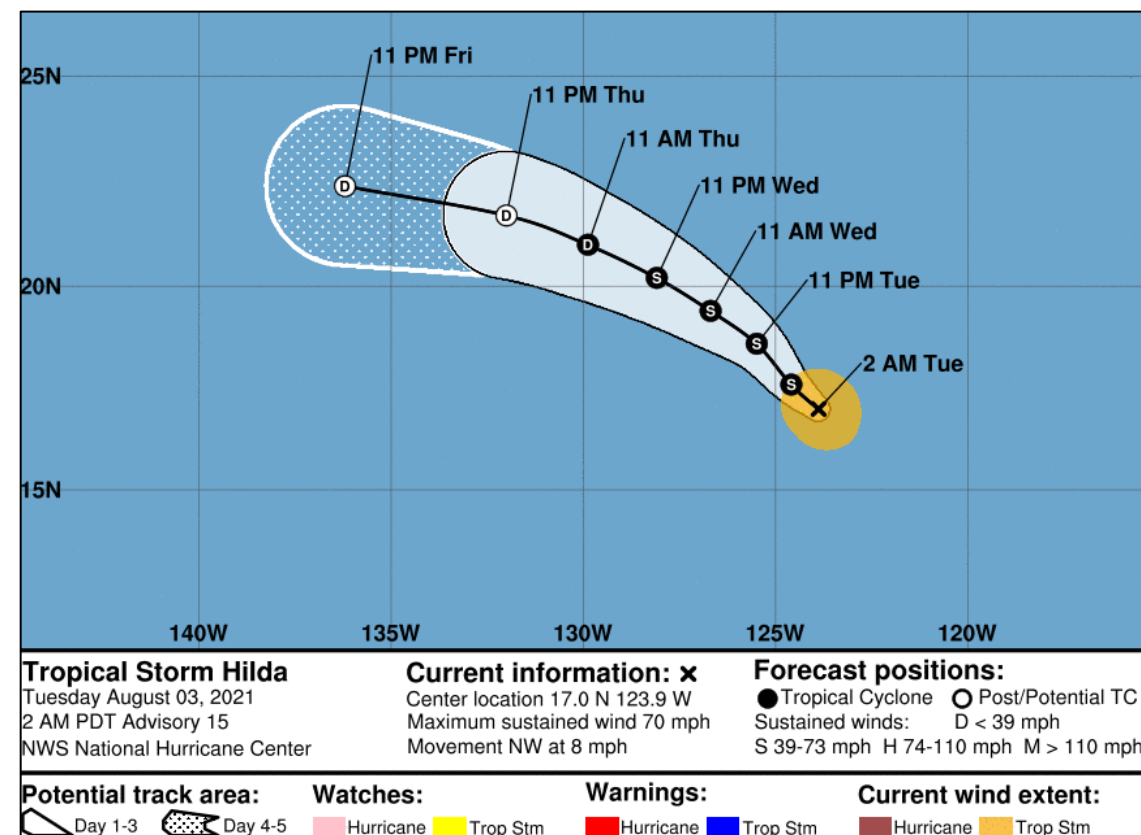 11 PM Fri
25N
11 PM Thu
11 AM Thu
D
11 PM Wed
D
11 AM Wed
D
20N
S
11 PM Tue
S
S
2 AM Tue
S
15N
140W 135W 130W 125W 120W
Tropical Storm Hilda
Tuesday August 03, 2021
2 AM PDT Advisory 15
NWS National Hurricane Center
Current information: ×
Center location 17.0 N 123.9 W
Maximum sustained wind 70 mph
Movement NW at 8 mph
Forecast positions:
Tropical Cyclone Post/Potential TC
Sustained winds: D < 39 mph
S 39-73 mph H 74-110 mph M > 110 mph
Potential track area:
Day 1-3 Day 4-5
Watches:
Hurricane Trop Stm
Warnings:
Hurricane Trop Stm
Current wind extent:
Hurricane Trop Stm